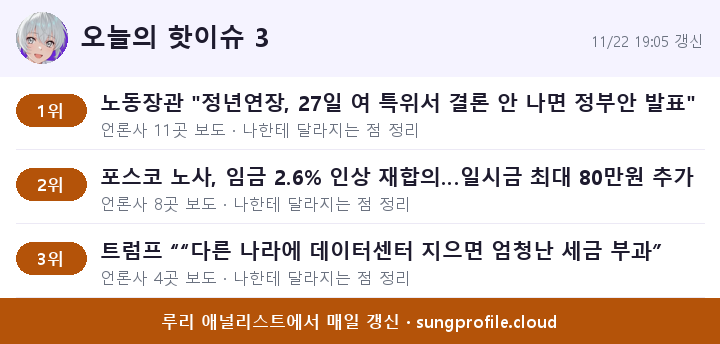 오늘의 핫이슈 3
11/22 19:05 갱신
1위
노동장관 "정년연장, 27일 여 특위서 결론 안 나면 정부안 발표"
언론사 11곳 보도 · 나한테 달라지는 점 정리
2위
포스코 노사, 임금 2.6% 인상 재합의…일시금 최대 80만원 추가
언론사 8곳 보도 · 나한테 달라지는 점 정리
3위
트럼프 “““다른 나라에 데이터센터 지으면 엄청난 세금 부과”
언론사 4곳 보도 · 나한테 달라지는 점 정리
루리 애널리스트에서 매일 갱신 · sungprofile.cloud